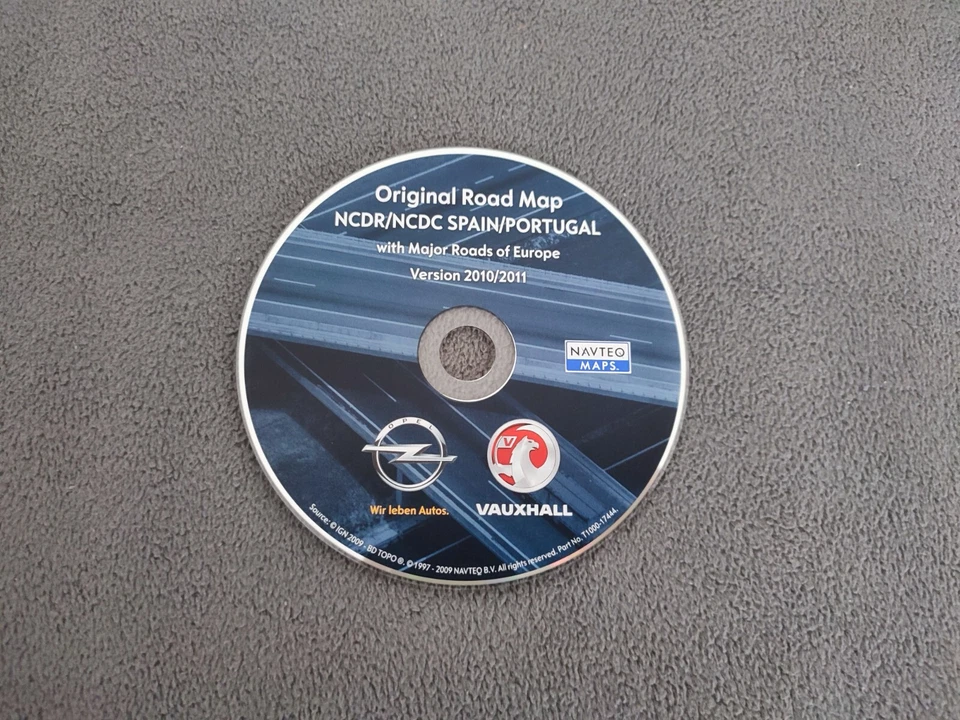 Original Road Map
NCDR/NCDC SPAIN/PORTUGAL
with Major Roads of Europe
Version 2010/2011
NAVTEQ
MAPS.
OPEL
V
Wir leben Autos.
VAUXHALL
Source: © IGN 2009 - BD TOPO ®. © 1997 - 2009 NAVTEQ B.V. All rights reserved. Part No. T1000-17444.